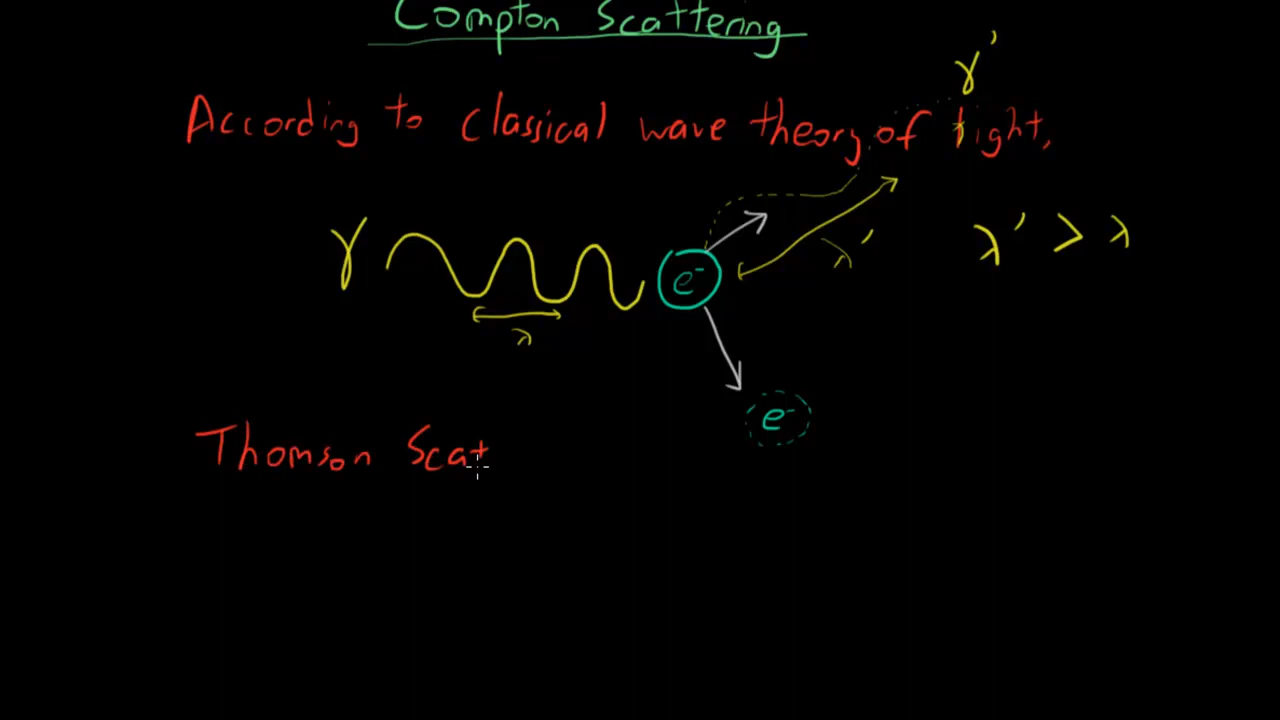 Compton Scattering
γ'
According to classical wave theory of light,
γ e⁻ λ' λ' > λ
λ
e⁻
Thomson Scat